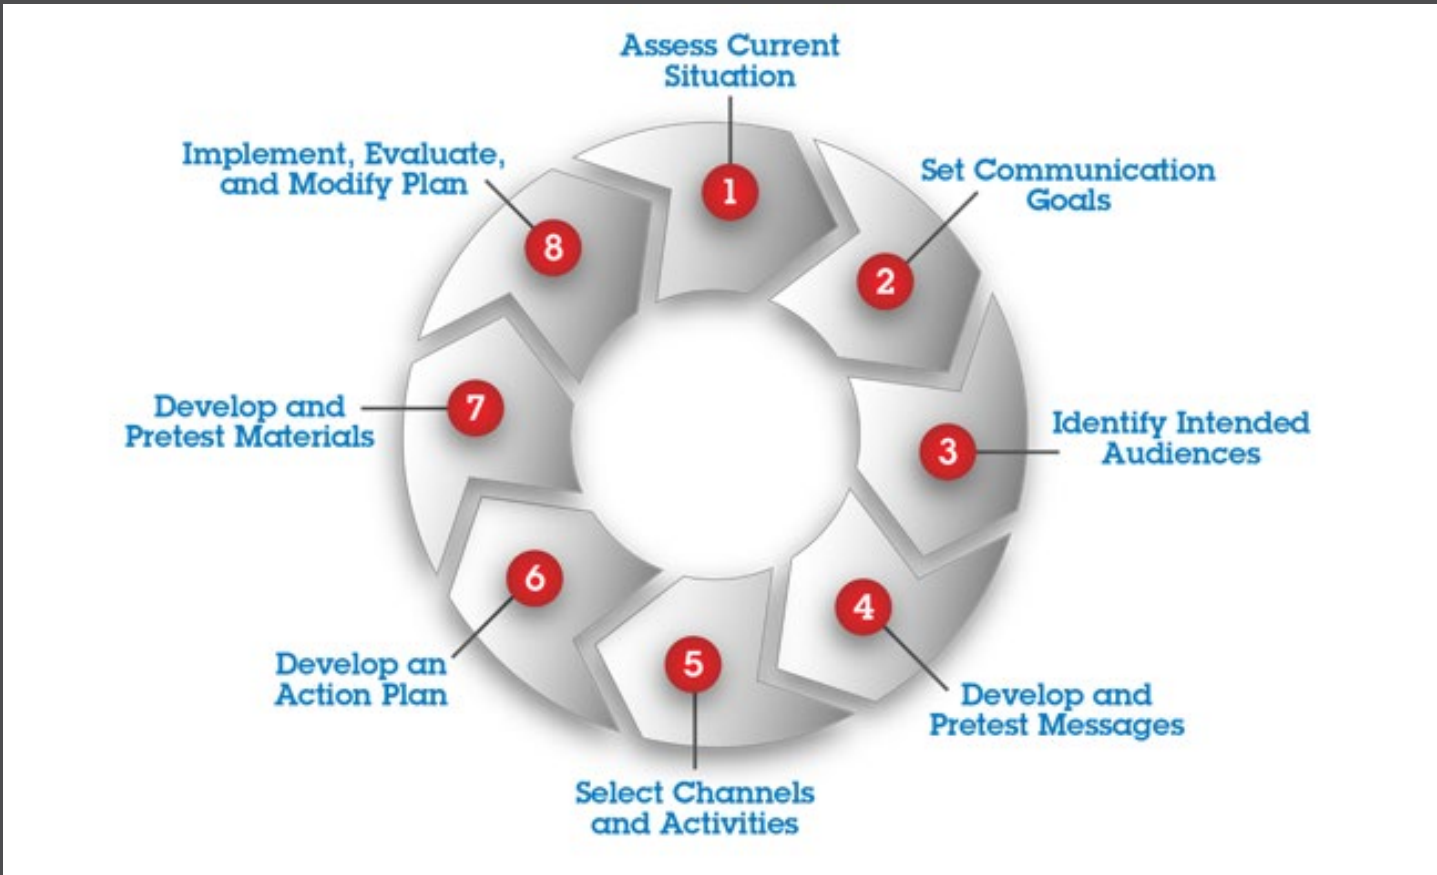 Assess Current
Situation
1
Set Communication
Goals
2
Identify Intended
Audiences
3
Develop and
Pretest Messages
4
Select Channels
and Activities
5
Develop an
Action Plan
6
Develop and
Pretest Materials
7
Implement, Evaluate,
and Modify Plan
8